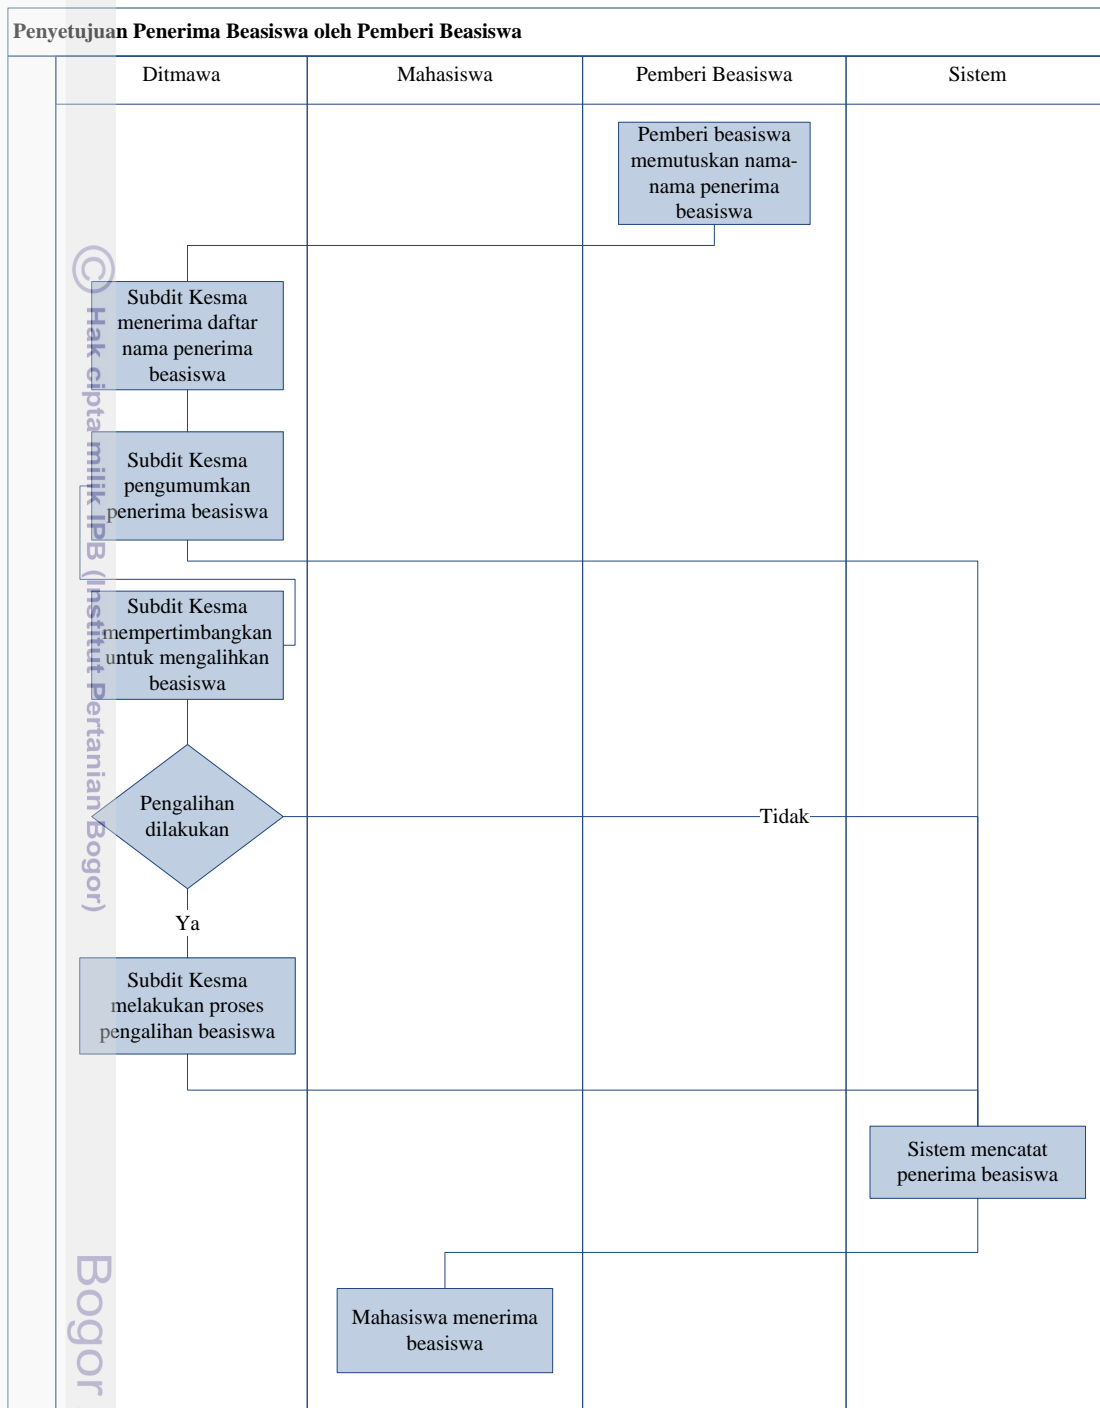 Penyetujuan Penerima Beasiswa oleh Pemberi Beasiswa
Ditmawa
Mahasiswa
Pemberi Beasiswa
Sistem
Pemberi beasiswa
memutuskan nama-
nama penerima
beasiswa
Subdit Kesma
menerima daftar
nama penerima
beasiswa
Subdit Kesma
pengumumkan
penerima beasiswa
Subdit Kesma
mempertimbangkan
untuk mengalihkan
beasiswa
Pengalihan
dilakukan
Tidak
Ya
Subdit Kesma
melakukan proses
pengalihan beasiswa
Sistem mencatat
penerima beasiswa
Mahasiswa menerima
beasiswa
© Hak cipta milik IPB (Institut Pertanian Bogor)
Bogor